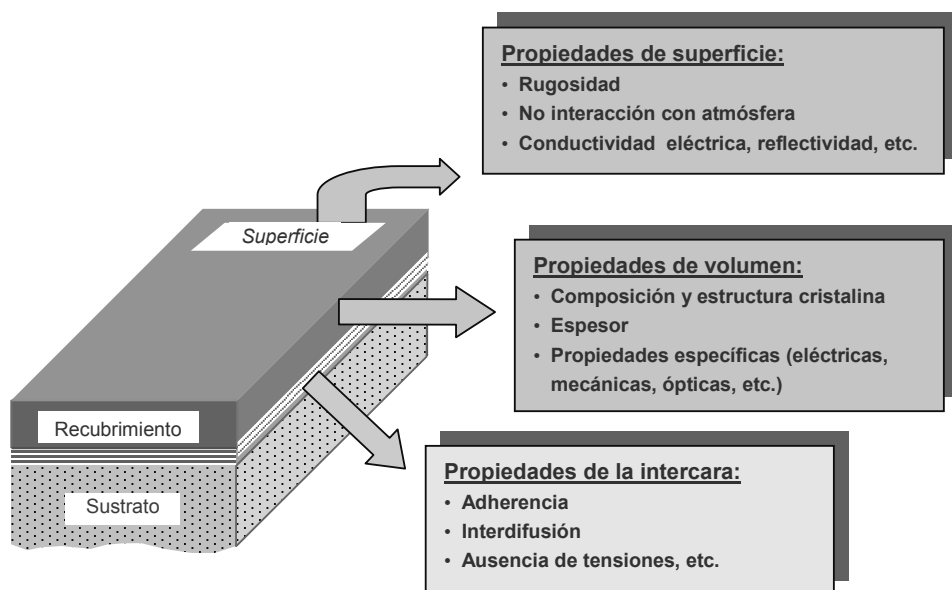 Propiedades de superficie:
• Rugosidad
• No interacción con atmósfera
• Conductividad eléctrica, reflectividad, etc.
Superficie
Propiedades de volumen:
• Composición y estructura cristalina
• Espesor
• Propiedades específicas (eléctricas,
mecánicas, ópticas, etc.)
Recubrimiento
Sustrato
Propiedades de la intercara:
• Adherencia
• Interdifusión
• Ausencia de tensiones, etc.